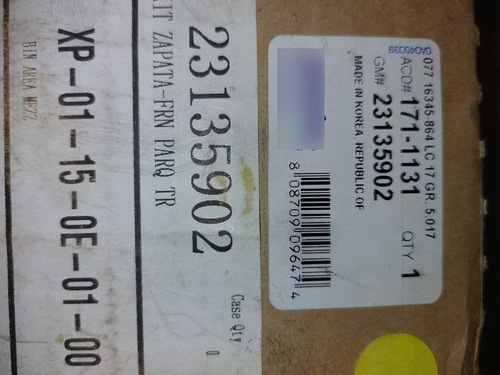 077 16345-864 LC 17 GR. 5.017
ACD# 171-1131 QTY. 1
GM# 23135902
MADE IN KOREA, REPUBLIC OF
8 08709 09647 4
23135902
KIT ZAPATA-FRN PARQ TR
Case Qty 0
XP-01-15-0E-01-00
BIN AREA MEZZ.